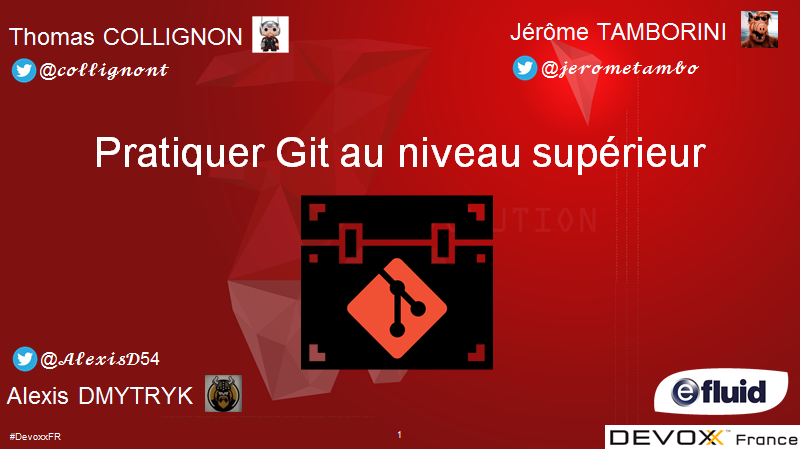 Thomas COLLIGNON
@collignont
Jérôme TAMBORINI
@jerometambo
Pratiquer Git au niveau supérieur
UTION
@AlexisD54
Alexis DMYTRYK
#DevoxxFR
1
efluid
DEVOXX France